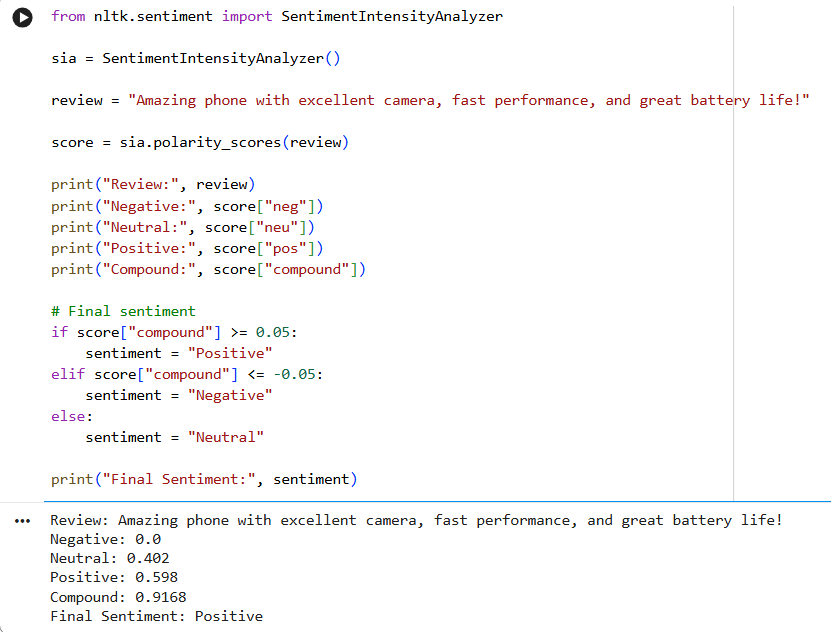 from nltk.sentiment import SentimentIntensityAnalyzer
sia = SentimentIntensityAnalyzer()
review = "Amazing phone with excellent camera, fast performance, and great battery life!"
score = sia.polarity_scores(review)
print("Review:", review)
print("Negative:", score["neg"])
print("Neutral:", score["neu"])
print("Positive:", score["pos"])
print("Compound:", score["compound"])
# Final sentiment
if score["compound"] >= 0.05:
    sentiment = "Positive"
elif score["compound"] <= -0.05:
    sentiment = "Negative"
else:
    sentiment = "Neutral"
print("Final Sentiment:", sentiment)
Review: Amazing phone with excellent camera, fast performance, and great battery life!
Negative: 0.0
Neutral: 0.402
Positive: 0.598
Compound: 0.9168
Final Sentiment: Positive